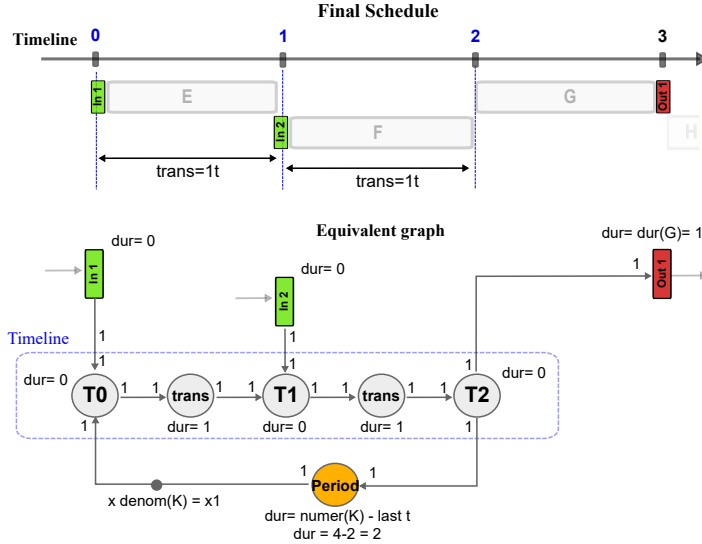 Final Schedule
Timeline 0 1 2 3
In 1 E G Out 1
In 2 F H
trans=1t trans=1t
Equivalent graph
dur= dur(G)= 1
dur= 0
In 1
dur= 0
In 2
1 Out 1
1 1
Timeline
1 1 1
dur= 0 dur= 0
T0 1 1 trans 1 1 T1 1 1 trans 1 1 T2
1 dur= 1 dur= 0 dur= 1 1
1 Period 1
x denom(K) = x1
dur= numer(K) - last t
dur = 4-2 = 2